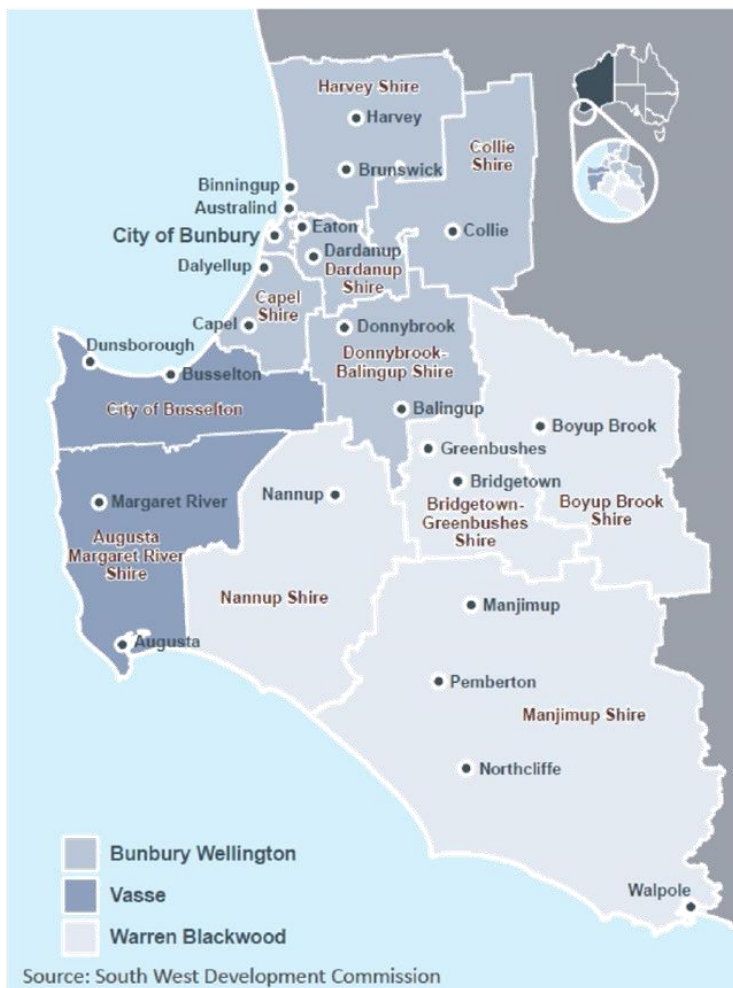 Harvey Shire
Harvey
Collie
Shire
Brunswick
Binningup
Australind
Eaton
City of Bunbury
Collie
Dardanup
Dardanup
Shire
Dalyellup
Capel
Shire
Capel
Donnybrook
Dunsborough
Donnybrook-
Balingup Shire
Busselton
City of Busselton
Balingup
Boyup Brook
Greenbushes
Bridgetown
Nannup
Margaret River
Bridgetown-
Greenbushes
Shire
Boyup Brook
Shire
Augusta
Margaret River
Shire
Nannup Shire
Manjimup
Augusta
Pemberton
Manjimup Shire
Northcliffe
Bunbury Wellington
Vasse
Walpole
Warren Blackwood
Source: South West Development Commission